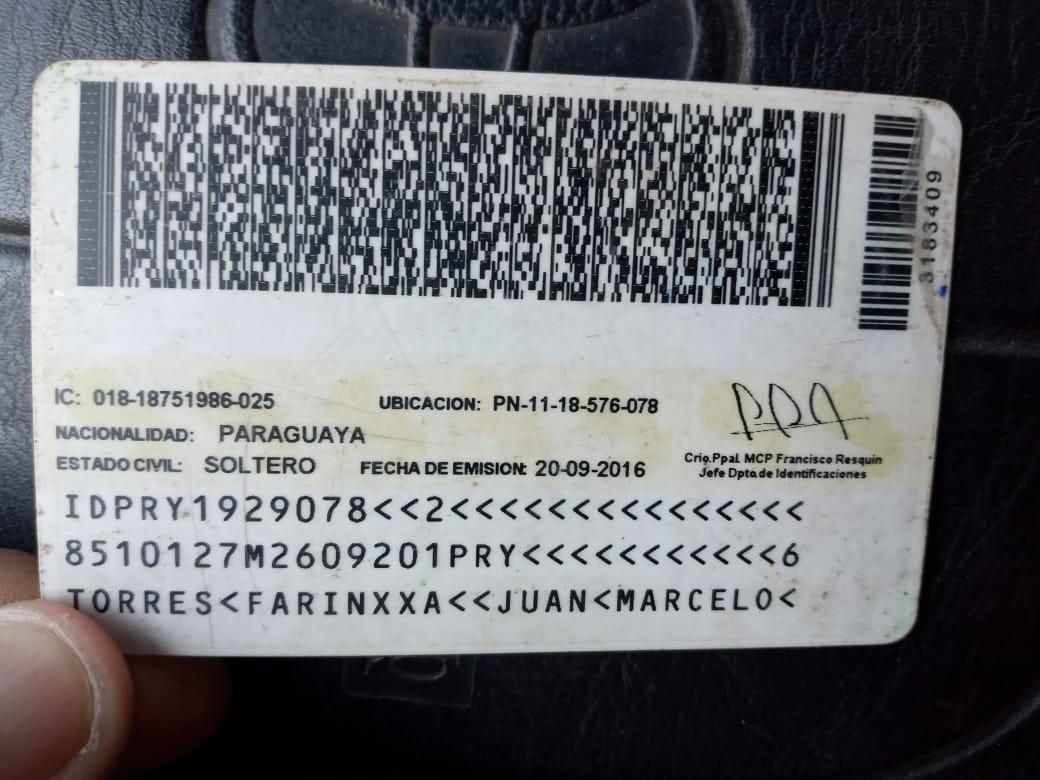 3183409
IC: 018-18751986-025 UBICACION: PN-11-18-576-078
NACIONALIDAD: PARAGUAYA
ESTADO CIVIL: SOLTERO FECHA DE EMISION: 20-09-2016
Crio.Ppal. MCP Francisco Resquin
Jefe Dpto.de Identificaciones
IDPRY1929078<<2<<<<<<<<<<<<<<<
8510127M2609201PRY<<<<<<<<<<<6
TORRES<FARINXXA<<JUAN<MARCELO<